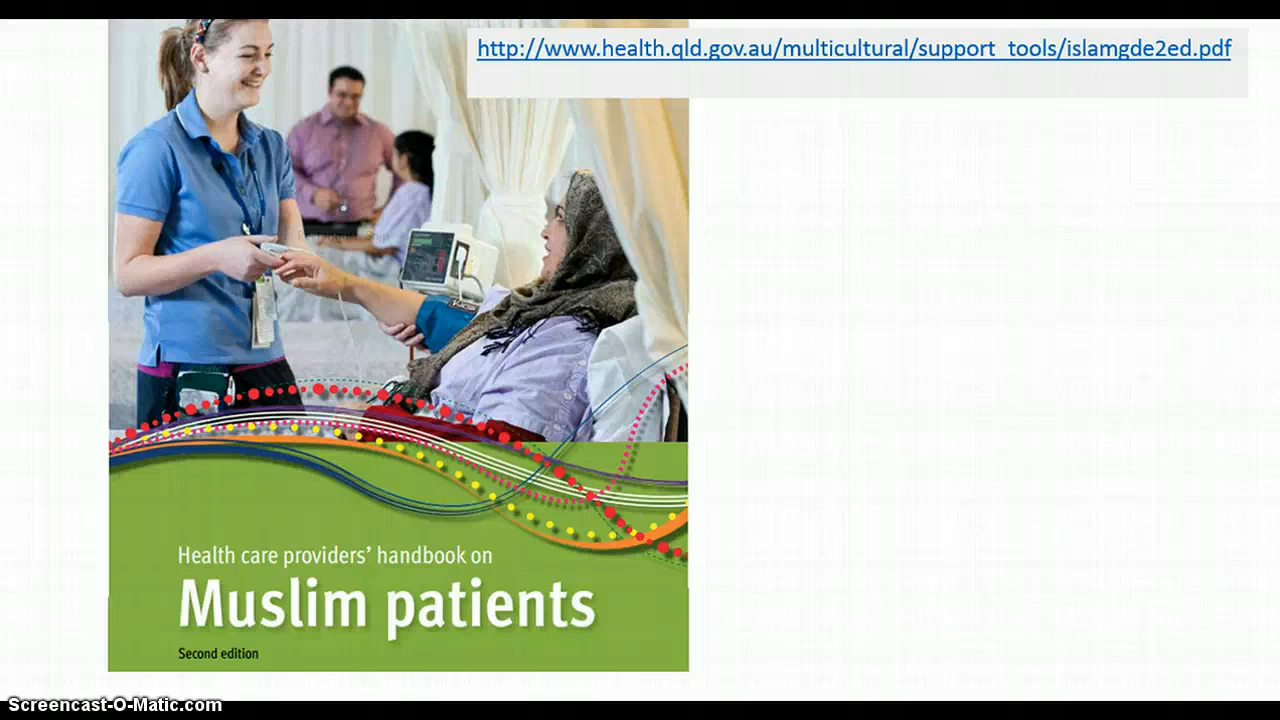 http://www.health.qld.gov.au/multicultural/support_tools/islamgde2ed.pdf
Health care providers' handbook on
Muslim patients
Second edition
Screencast-O-Matic.com